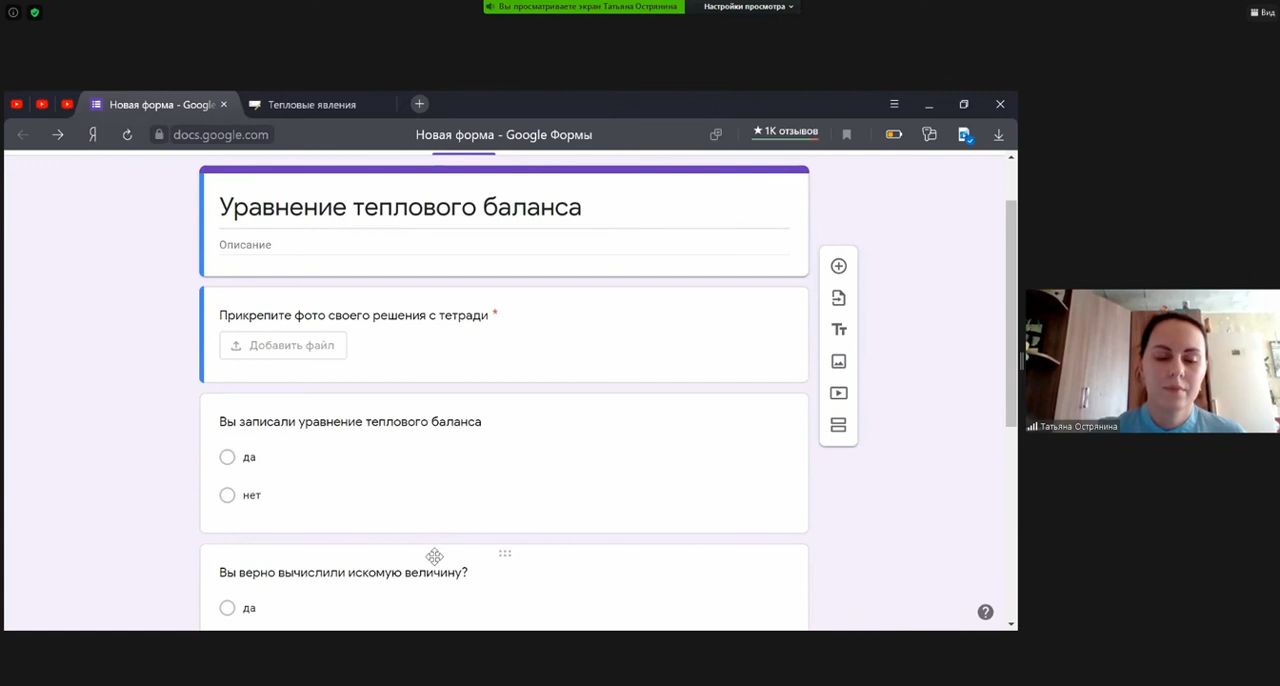 Вы просматриваете экран Татьяна Острянина
Настройки просмотра
Вид
Новая форма - Google
Тепловые явления
docs.google.com
Новая форма - Google Формы
★1K отзывов
Уравнение теплового баланса
Описание
Прикрепите фото своего решения с тетради *
Добавить файл
Вы записали уравнение теплового баланса
да
нет
Вы верно вычислили искомую величину?
да
Татьяна Острянина